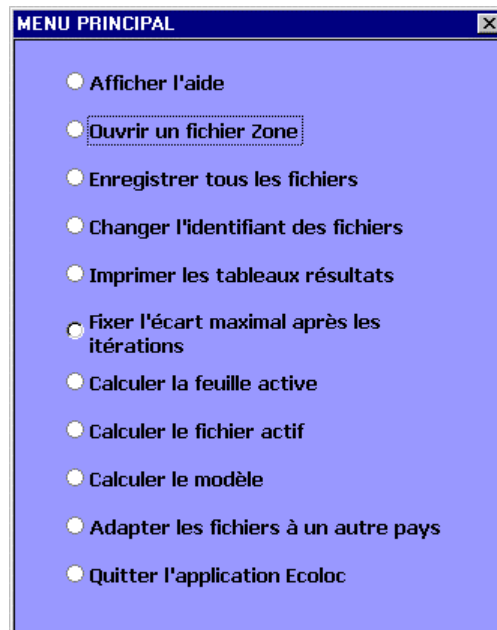 MENU PRINCIPAL
Afficher l'aide
Ouvrir un fichier Zone
Enregistrer tous les fichiers
Changer l'identifiant des fichiers
Imprimer les tableaux résultats
Fixer l'écart maximal après les
itérations
Calculer la feuille active
Calculer le fichier actif
Calculer le modèle
Adapter les fichiers à un autre pays
Quitter l'application Ecoloc